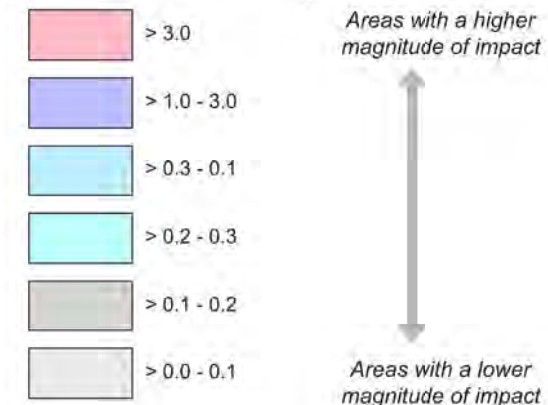 > 3.0
> 1.0 - 3.0
> 0.3 - 0.1
> 0.2 - 0.3
> 0.1 - 0.2
> 0.0 - 0.1
Areas with a higher
magnitude of impact
Areas with a lower
magnitude of impact